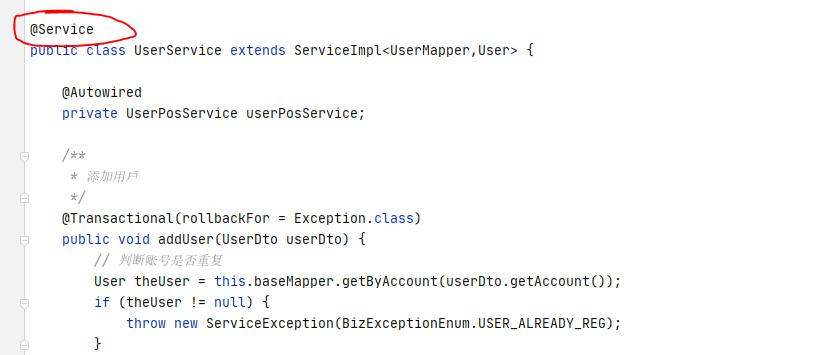 @Service
public class UserService extends ServiceImpl<UserMapper,User> {
@Autowired
private UserPosService userPosService;
/**
* 添加用戶
*/
@Transactional(rollbackFor = Exception.class)
public void addUser(UserDto userDto) {
// 判断账号是否重复
User theUser = this.baseMapper.getByAccount(userDto.getAccount());
if (theUser != null) {
throw new ServiceException(BizExceptionEnum.USER_ALREADY_REG);
}